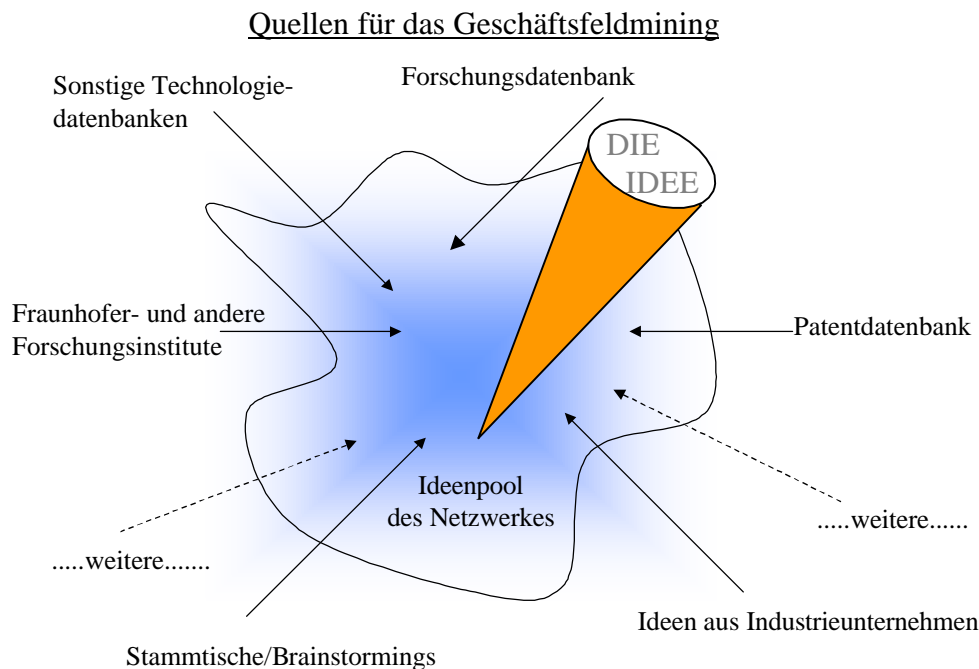 Quellen für das Geschäftsfeldmining
Sonstige Technologie-
datenbanken
Forschungsdatenbank
DIE
IDEE
Fraunhofer- und andere
Forschungsinstitute
Patentdatenbank
Ideenpool
des Netzwerkes
.....weitere.......
.....weitere......
Ideen aus Industrieunternehmen
Stammtische/Brainstormings